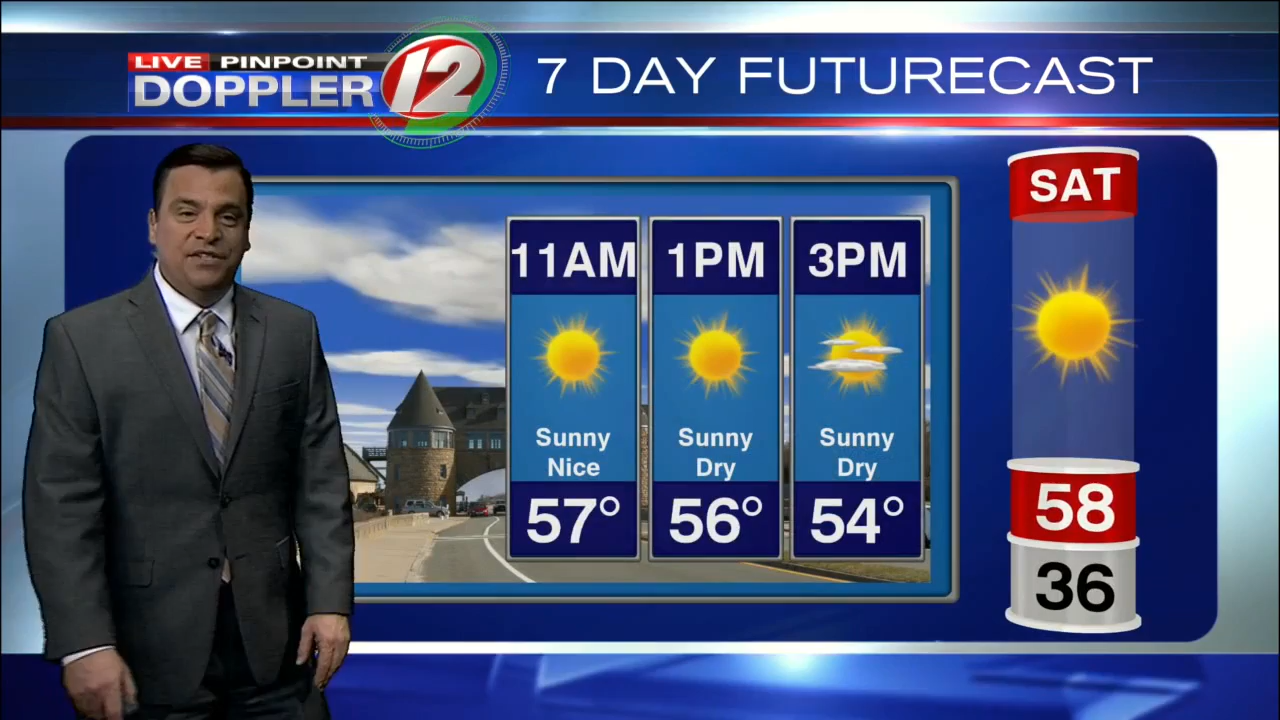 LIVE PINPOINT
DOPPLER 12
7 DAY FUTURECAST
SAT
11AM 1PM 3PM
Sunny Sunny Sunny
Nice Dry Dry
57° 56° 54°
58
36